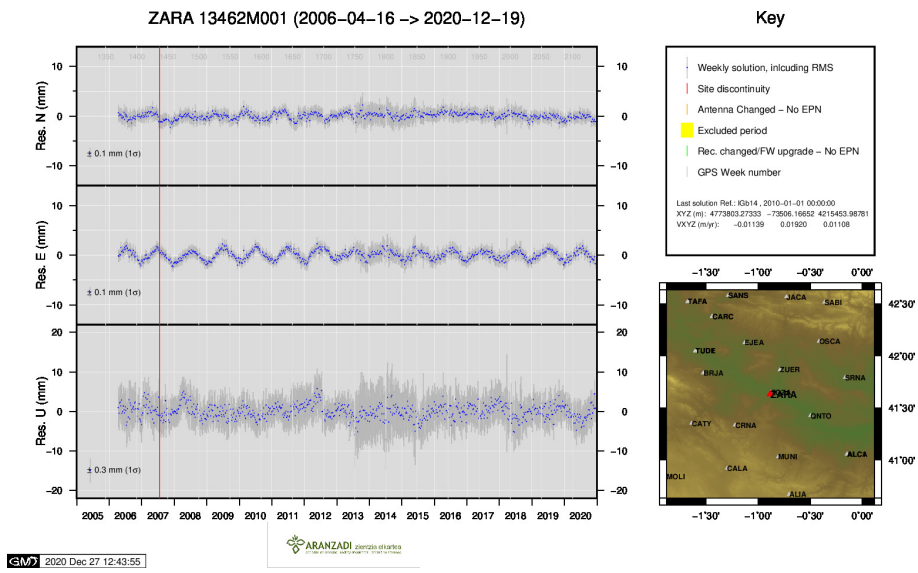 ZARA 13462M001 (2006−04−16 −> 2020−12−19)
1350 1400 1450 1500 1550 1600 1650 1700 1750 1800 1850 1900 1950 2000 2050 2100
Res. N (mm)
10 10
0 0
−10 −10
± 0.1 mm (1σ)
Res. E (mm)
10 10
0 0
−10 −10
± 0.1 mm (1σ)
Res. U (mm)
20 20
10 10
0 0
−10 −10
−20 −20
± 0.3 mm (1σ)
2005 2006 2007 2008 2009 2010 2011 2012 2013 2014 2015 2016 2017 2018 2019 2020
Key
Weekly solution, inlcuding RMS
Site discontinuity
Antenna Changed − No EPN
Excluded period
Rec. changed/FW upgrade − No EPN
GPS Week number
Last solution Ref.: IGb14 , 2010−01−01 00:00:00
XYZ (m): 4773803.27333 −73506.16652 4215453.98781
VXYZ (m/yr): −0.01139 0.01920 0.01108
−1˚30' −1˚00' −0˚30' 0˚00'
42˚30'
42˚00'
41˚30'
41˚00'
TAFA SANS JACA SABI
CARC
EJEA OSCA
TUDE
BRJA ZUER SRNA
ZARA
CATY CRNA QNTO
MUNI ALCA
MOLI CALA
ALIA
−1˚30' −1˚00' −0˚30' 0˚00'
ARANZADI zientzia elkartea
GMT 2020 Dec 27 12:43:55